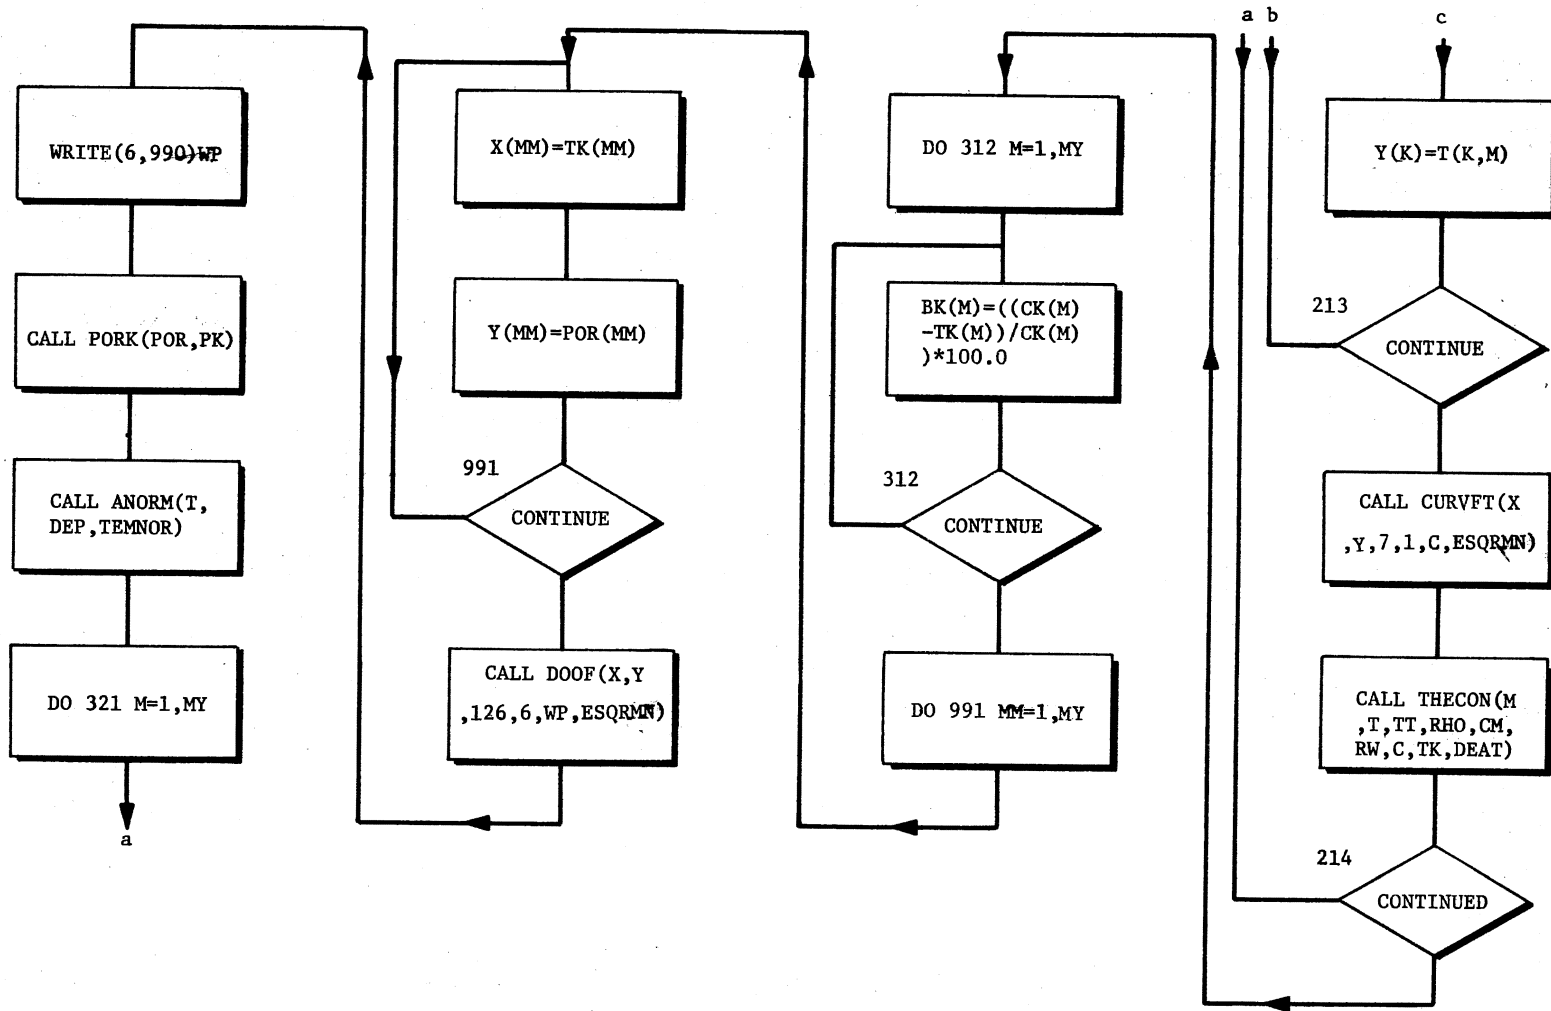 a b
c
WRITE(6,990)WP
CALL PORK(POR,PK)
CALL ANORM(T,
DEP,TEMNOR)
DO 321 M=1,MY
a
X(MM)=TK(MM)
Y(MM)=POR(MM)
991
CONTINUE
CALL DOOF(X,Y
,126,6,WP,ESQRMN)
DO 312 M=1,MY
BK(M)=((CK(M)
-TK(M))/CK(M)
)*100.0
312
CONTINUE
DO 991 MM=1,MY
Y(K)=T(K,M)
213
CONTINUE
CALL CURVFT(X
,Y,7,1,C,ESQRMN)
CALL THECON(M
,T,TT,RHO,CM,
RW,C,TK,DEAT)
214
CONTINUED